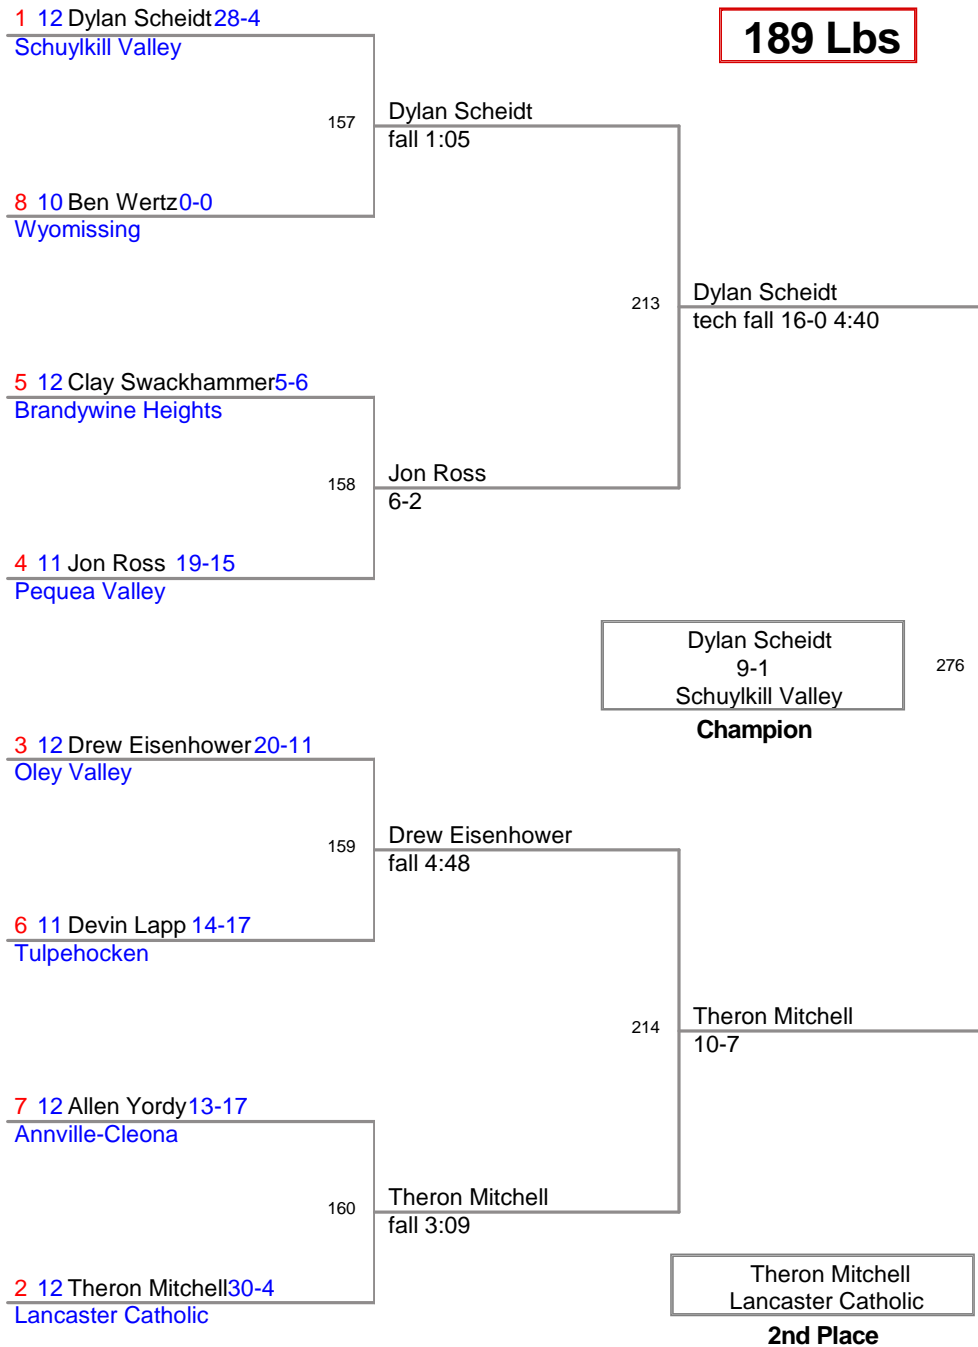 1 12 Dylan Scheidt 28-4
Schuylkill Valley
189 Lbs
157
Dylan Scheidt
fall 1:05
8 10 Ben Wertz 0-0
Wyomissing
213
Dylan Scheidt
tech fall 16-0 4:40
5 12 Clay Swackhammer 5-6
Brandywine Heights
158
Jon Ross
6-2
4 11 Jon Ross 19-15
Pequea Valley
Dylan Scheidt
9-1
Schuylkill Valley
276
Champion
3 12 Drew Eisenhower 20-11
Oley Valley
159
Drew Eisenhower
fall 4:48
6 11 Devin Lapp 14-17
Tulpehocken
214
Theron Mitchell
10-7
7 12 Allen Yordy 13-17
Annville-Cleona
160
Theron Mitchell
fall 3:09
2 12 Theron Mitchell 30-4
Lancaster Catholic
Theron Mitchell
Lancaster Catholic
2nd Place